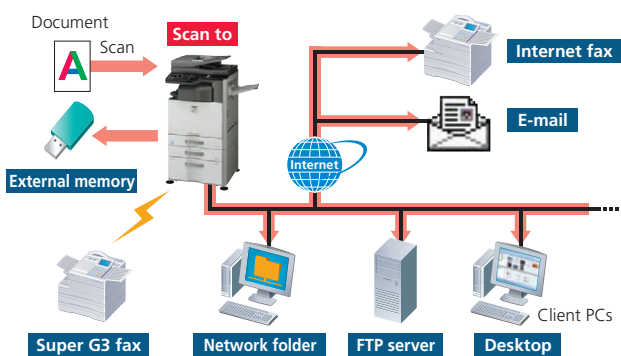 Document
Scan
A
Scan to
Internet fax
E-mail
Internet
External memory
Client PCs
Super G3 fax
Network folder
FTP server
Desktop